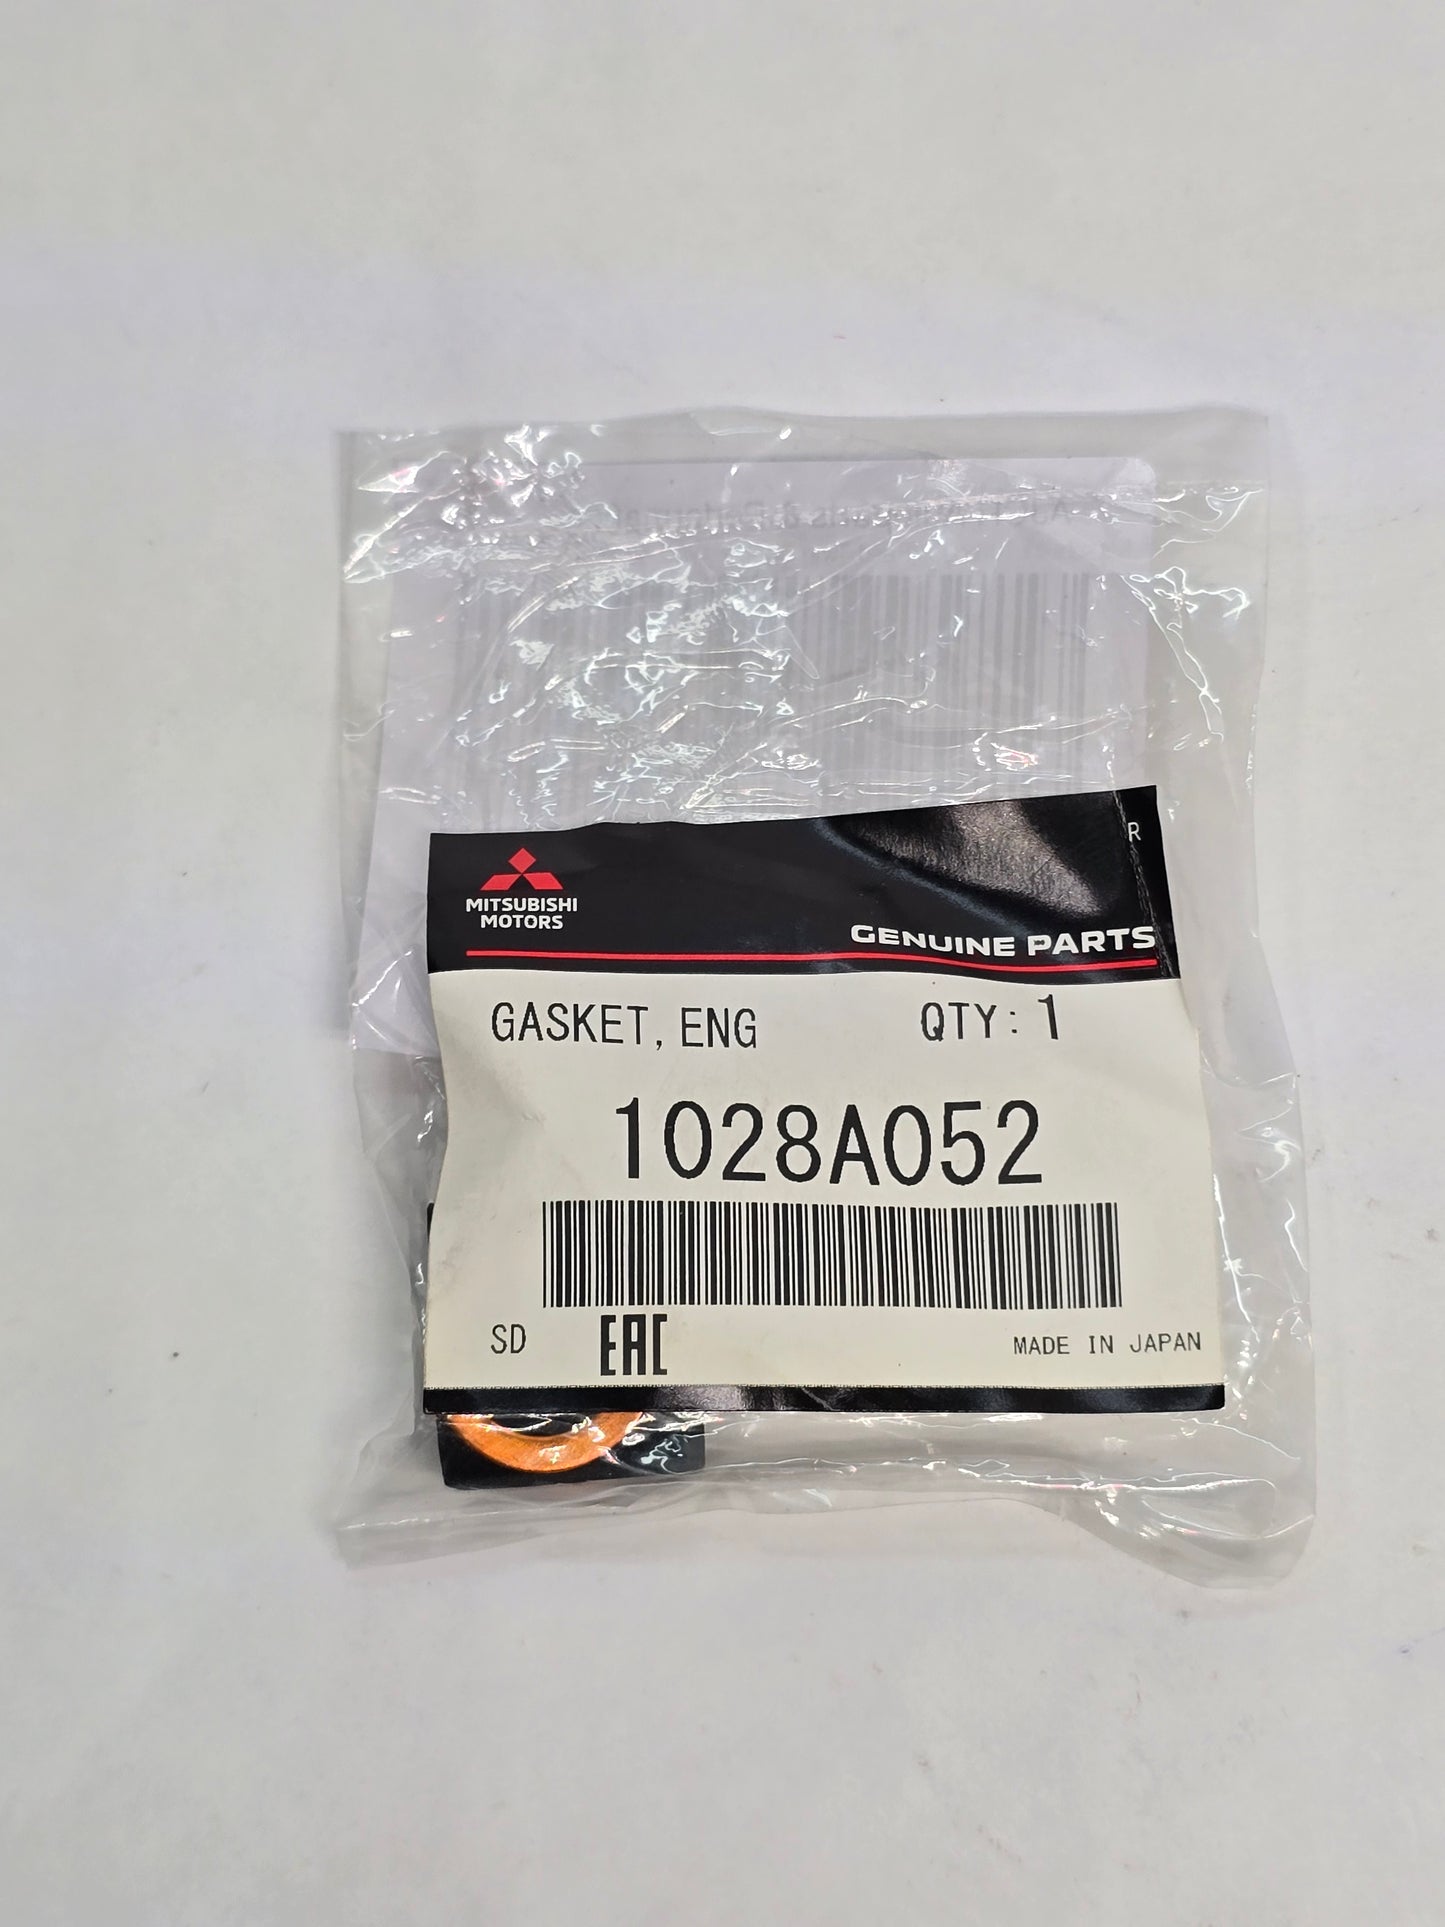 R
MITSUBISHI
MOTORS
GENUINE PARTS
GASKET, ENG QTY: 1
1028A052
SD EAC MADE IN JAPAN